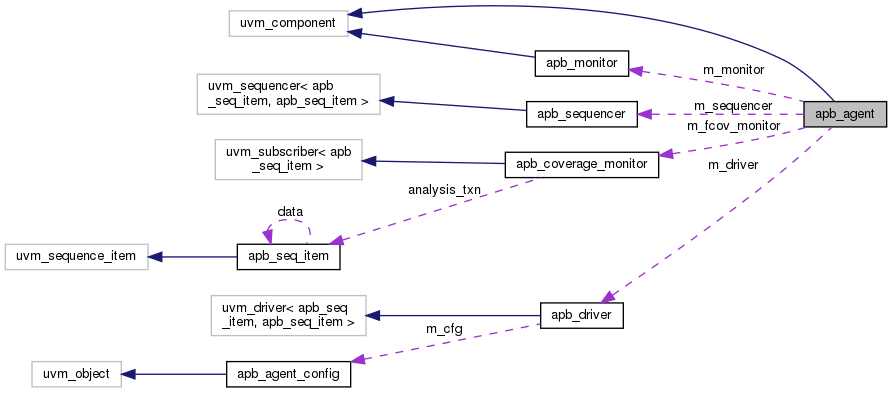 uvm_component
apb_monitor
m_monitor
uvm_sequencer< apb
_seq_item, apb_seq_item >
apb_sequencer
m_sequencer
apb_agent
m_fcov_monitor
uvm_subscriber< apb
_seq_item >
apb_coverage_monitor
m_driver
analysis_txn
data
uvm_sequence_item
apb_seq_item
uvm_driver< apb_seq
_item, apb_seq_item >
apb_driver
m_cfg
uvm_object
apb_agent_config